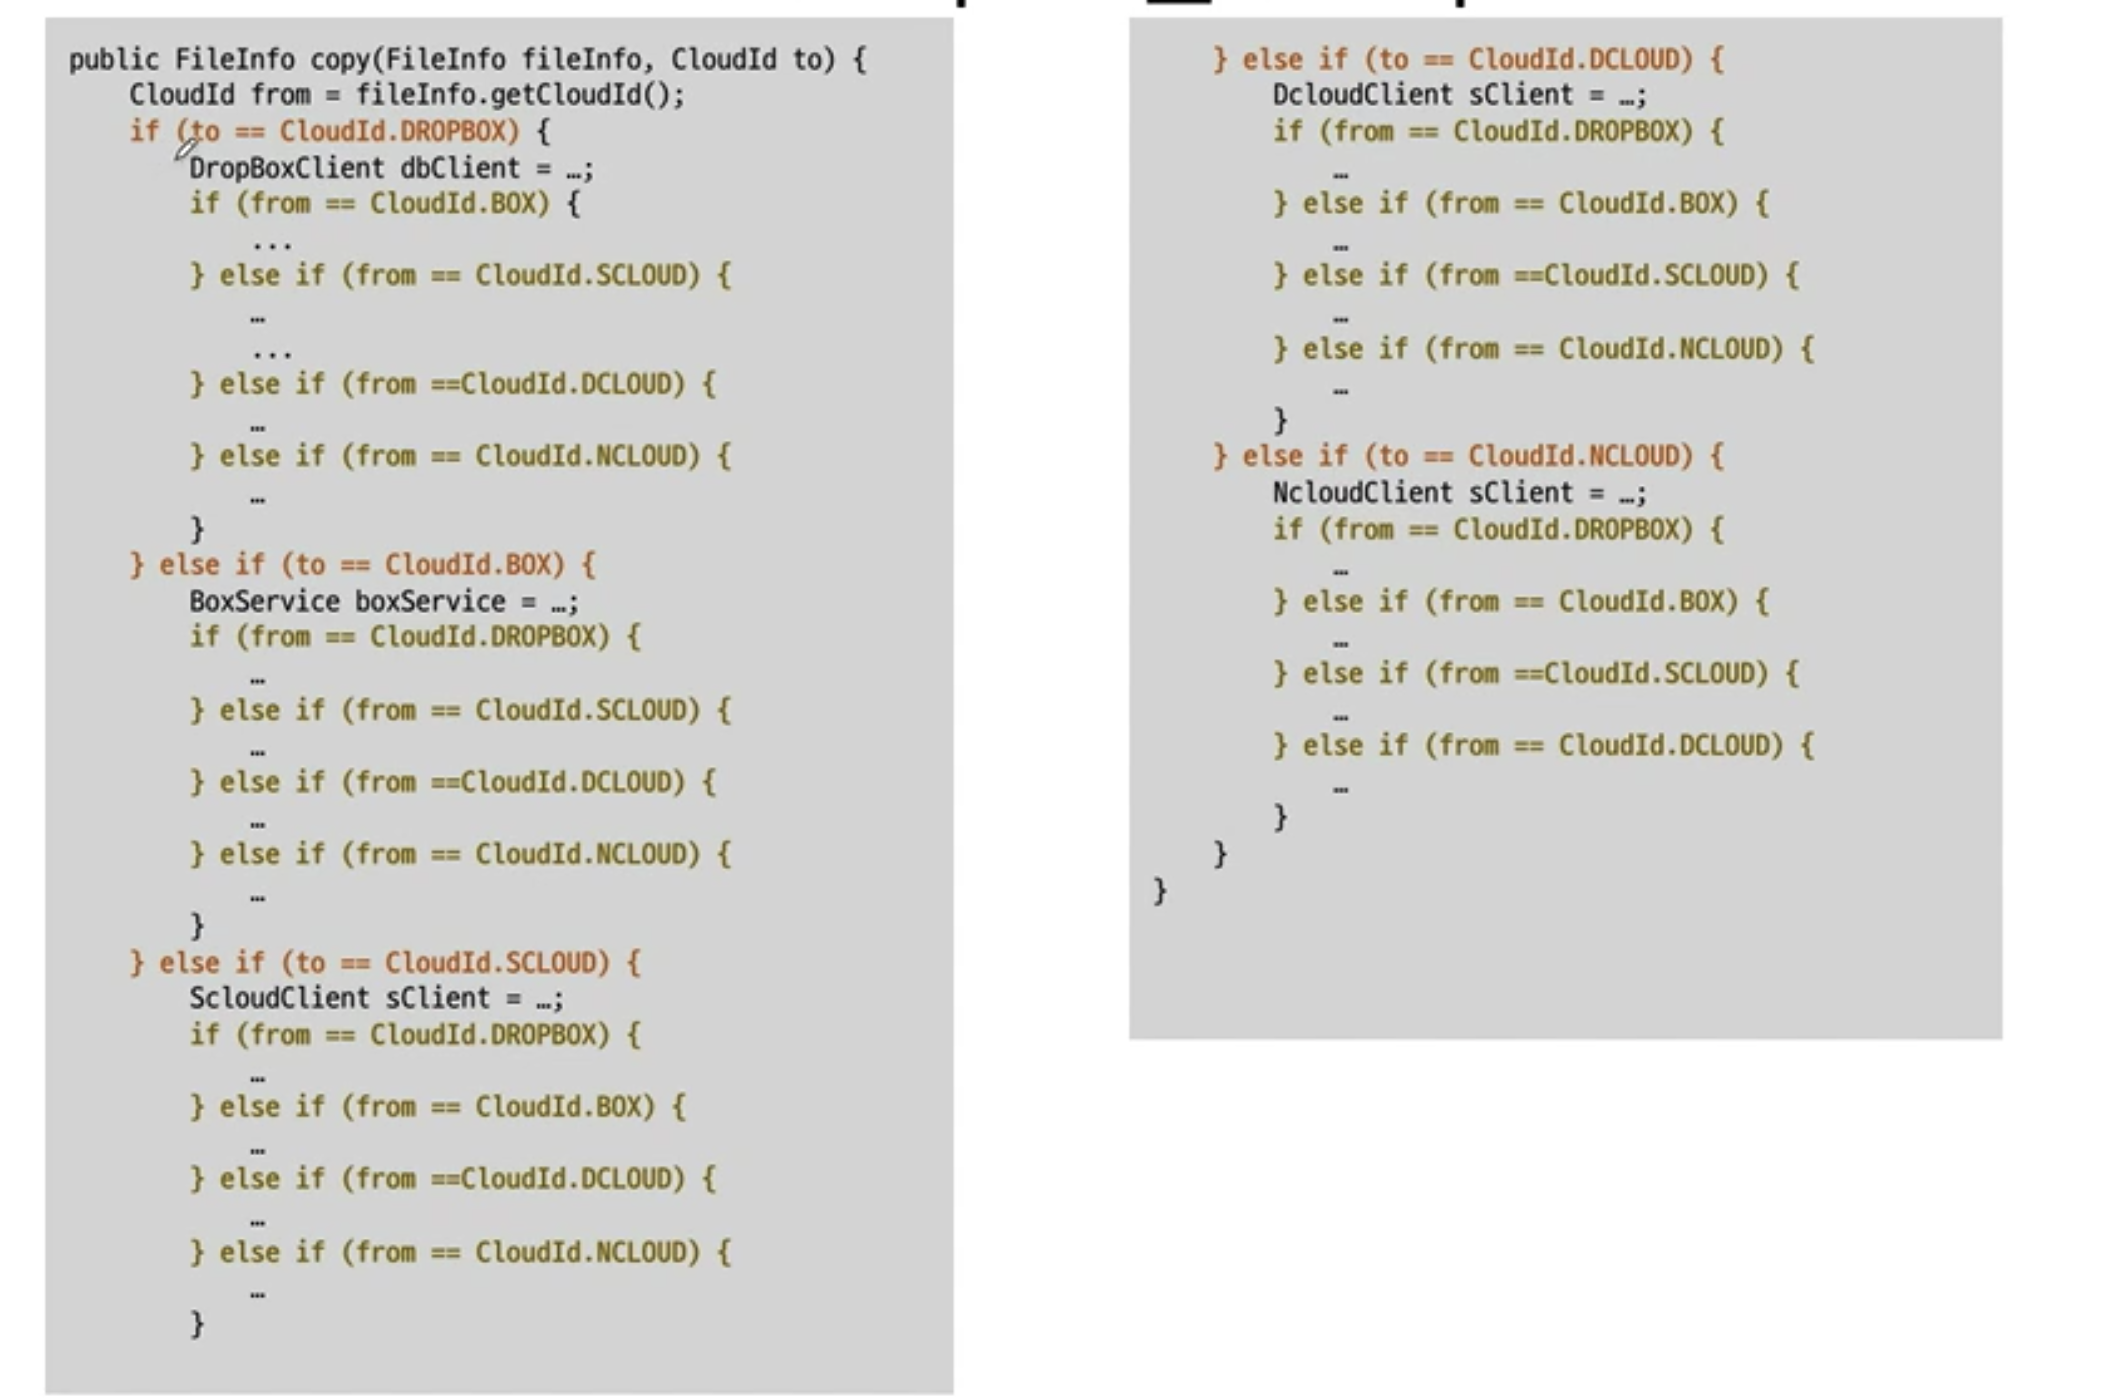 public FileInfo copy(FileInfo fileInfo, CloudId to) {
    CloudId from = fileInfo.getCloudId();
    if (to == CloudId.DROPBOX) {
        DropBoxClient dbClient = …;
        if (from == CloudId.BOX) {
            ...
        } else if (from == CloudId.SCLOUD) {
            …
            ...
        } else if (from ==CloudId.DCLOUD) {
            …
        } else if (from == CloudId.NCLOUD) {
            …
        }
    } else if (to == CloudId.BOX) {
        BoxService boxService = …;
        if (from == CloudId.DROPBOX) {
            …
        } else if (from == CloudId.SCLOUD) {
            …
        } else if (from ==CloudId.DCLOUD) {
            …
        } else if (from == CloudId.NCLOUD) {
            …
        }
    } else if (to == CloudId.SCLOUD) {
        ScloudClient sClient = …;
        if (from == CloudId.DROPBOX) {
            …
        } else if (from == CloudId.BOX) {
            …
        } else if (from ==CloudId.DCLOUD) {
            …
        } else if (from == CloudId.NCLOUD) {
            …
        }
    } else if (to == CloudId.DCLOUD) {
        DcloudClient sClient = …;
        if (from == CloudId.DROPBOX) {
            …
        } else if (from == CloudId.BOX) {
            …
        } else if (from ==CloudId.SCLOUD) {
            …
        } else if (from == CloudId.NCLOUD) {
            …
        }
    } else if (to == CloudId.NCLOUD) {
        NcloudClient sClient = …;
        if (from == CloudId.DROPBOX) {
            …
        } else if (from == CloudId.BOX) {
            …
        } else if (from ==CloudId.SCLOUD) {
            …
        } else if (from == CloudId.DCLOUD) {
            …
        }
    }
}